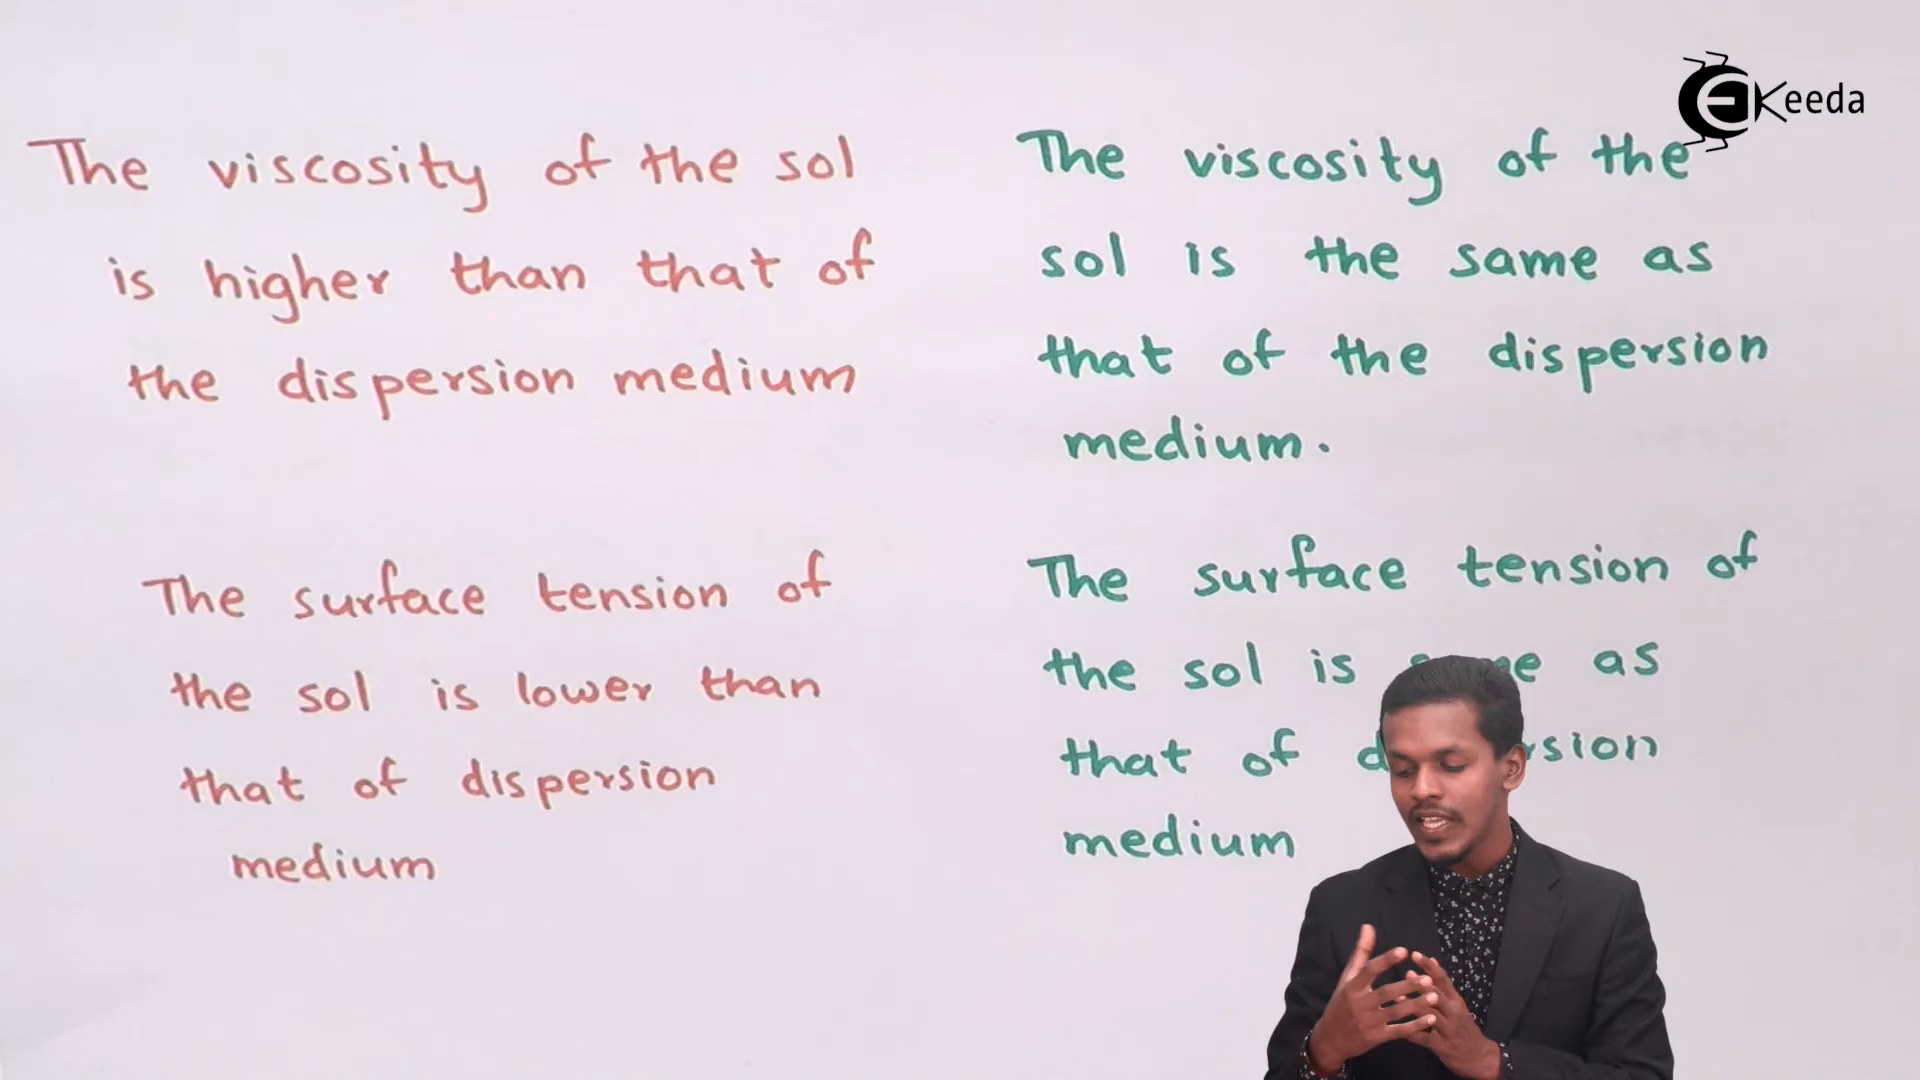 The viscosity of the sol
is higher than that of
the dispersion medium
The surface tension of
the sol is lower than
that of dispersion
medium
EKeeda
The viscosity of the
sol is the same as
that of the dispersion
medium.
The surface tension of
the sol is as
that of
medium